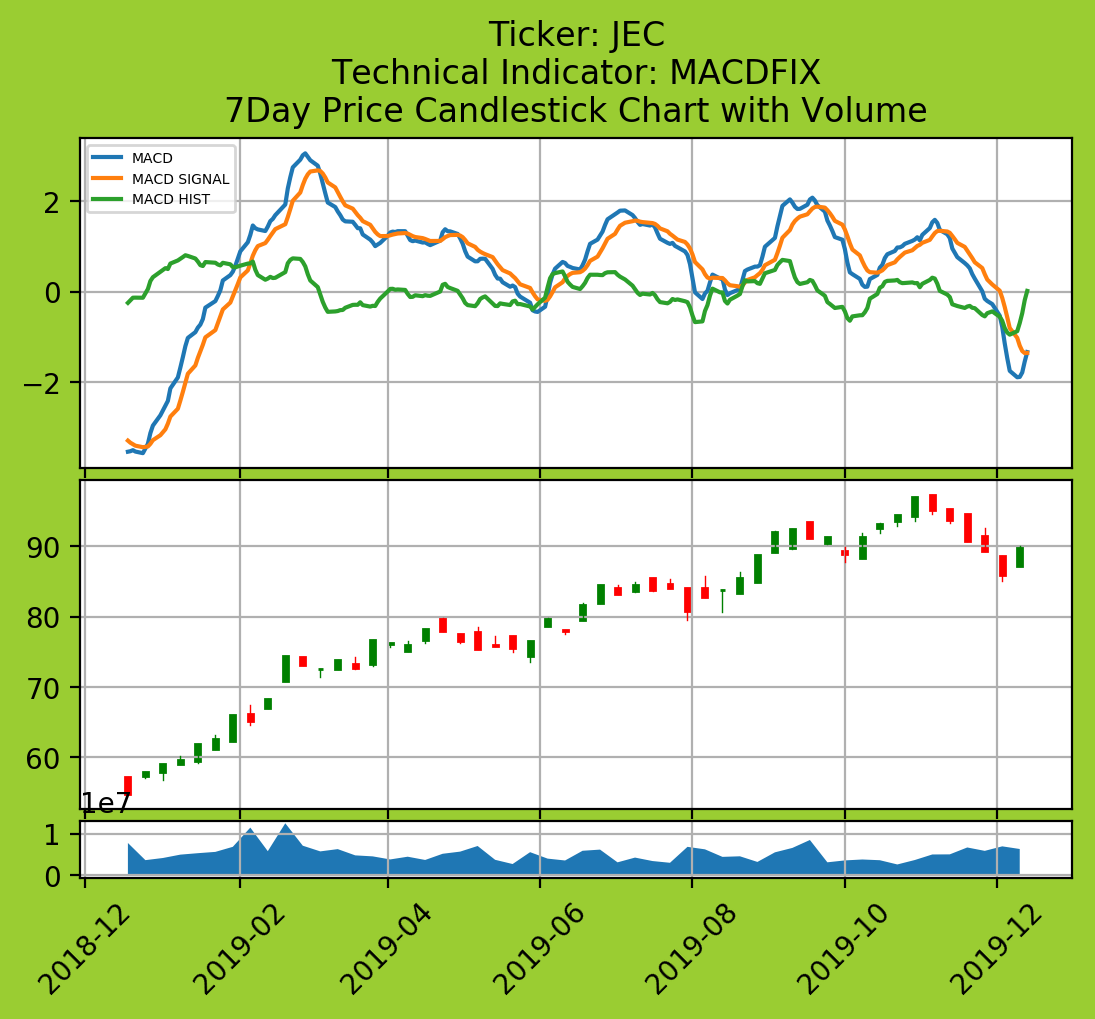 Ticker: JEC
Technical Indicator: MACDFIX
7Day Price Candlestick Chart with Volume
MACD
MACD SIGNAL
MACD HIST
2
0
−2
90
80
70
60
1e7
1
0
2018-12
2019-02
2019-04
2019-06
2019-08
2019-10
2019-12